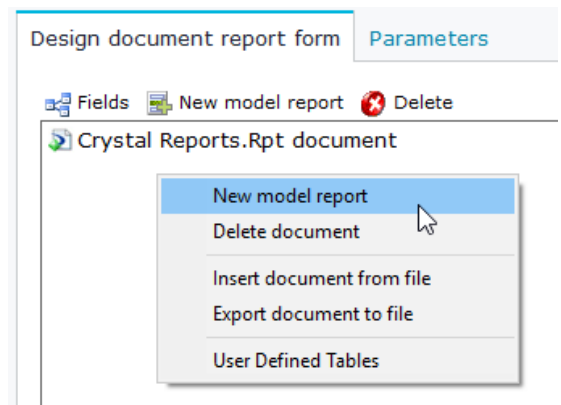 Design document report form Parameters
Fields New model report Delete
Crystal Reports.Rpt document
New model report
Delete document
Insert document from file
Export document to file
User Defined Tables